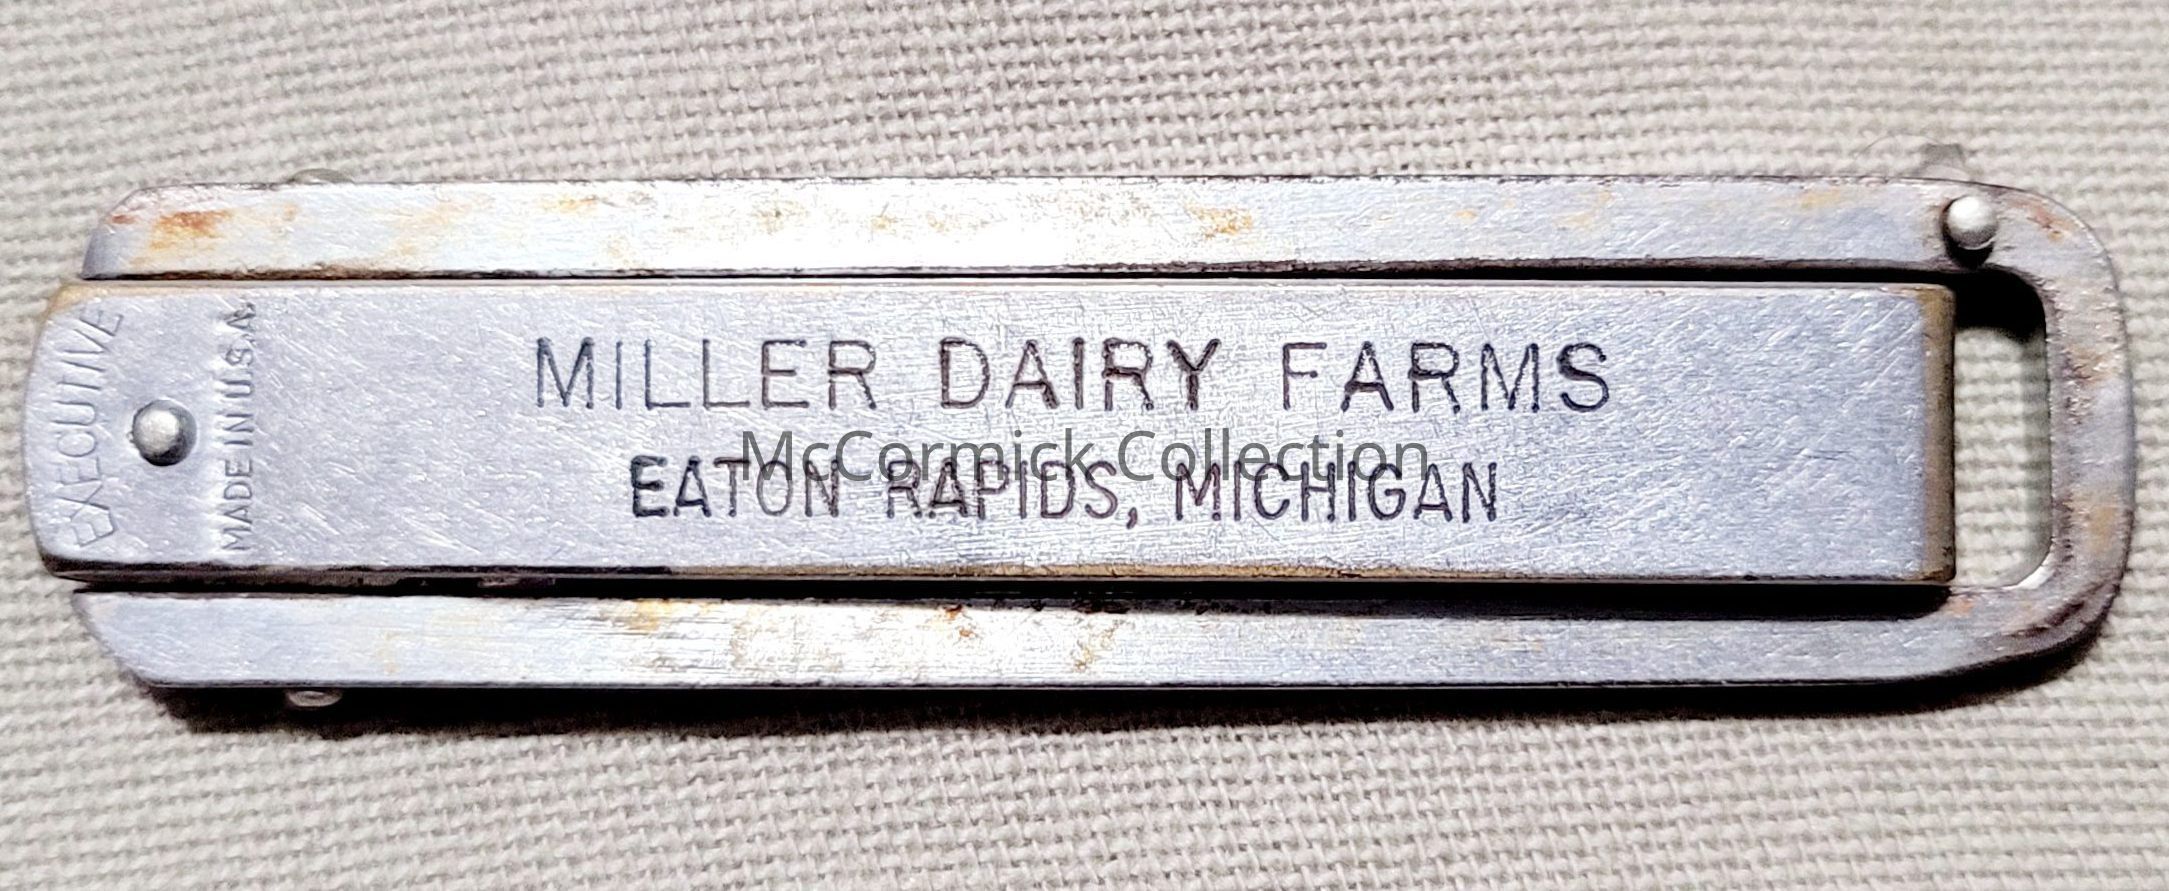 EXECUTIVE
MADE IN U.S.A.
MILLER DAIRY FARMS
McCormick Collection
EATON RAPIDS, MICHIGAN